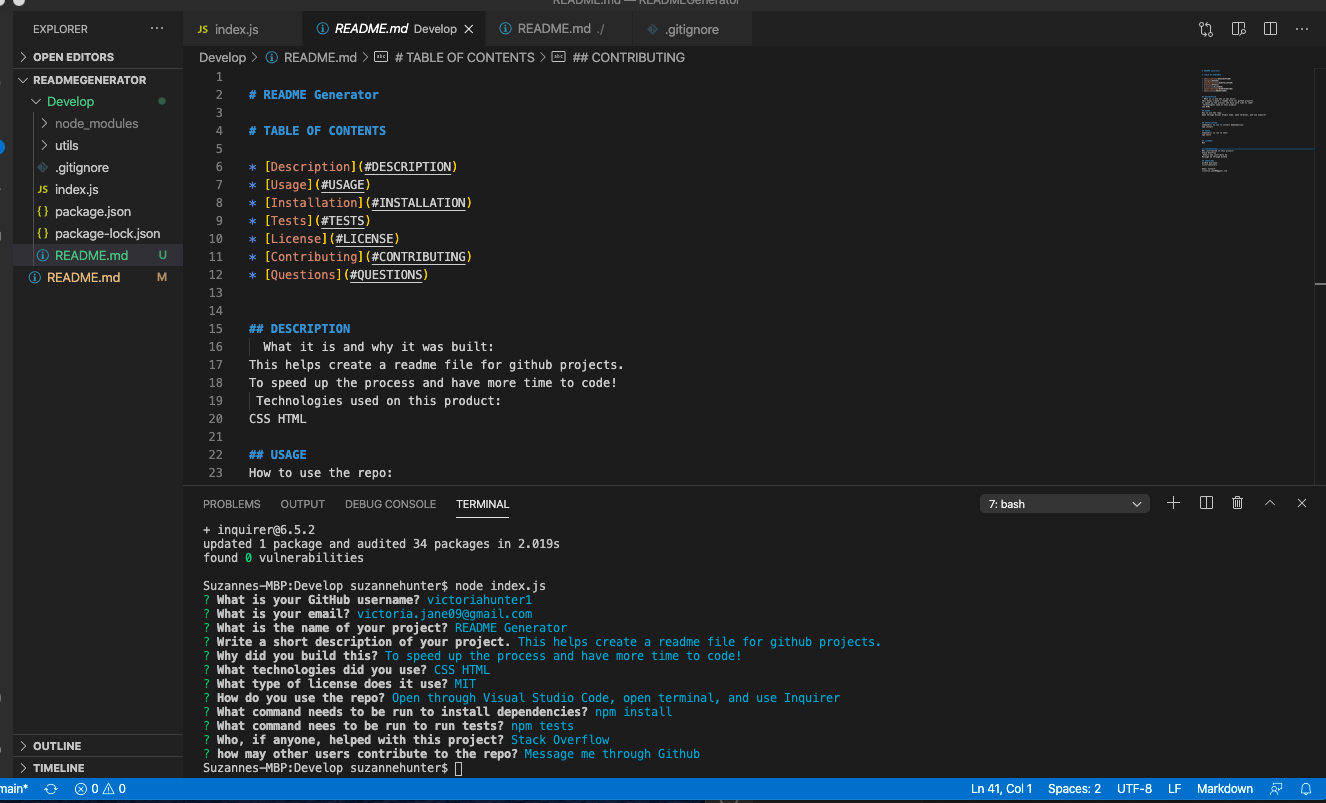 README.md — READMEGenerator
EXPLORER ···
JS index.js
README.md Develop ×
README.md ./
.gitignore
···
OPEN EDITORS
Develop > README.md > # TABLE OF CONTENTS > ## CONTRIBUTING
READMEGENERATOR
Develop
node_modules
utils
.gitignore
JS index.js
{} package.json
{} package-lock.json
README.md U
README.md M
OUTLINE
TIMELINE
1
2 # README Generator
3
4 # TABLE OF CONTENTS
5
6 * [Description](#DESCRIPTION)
7 * [Usage](#USAGE)
8 * [Installation](#INSTALLATION)
9 * [Tests](#TESTS)
10 * [License](#LICENSE)
11 * [Contributing](#CONTRIBUTING)
12 * [Questions](#QUESTIONS)
13
14
15 ## DESCRIPTION
16 What it is and why it was built:
17 This helps create a readme file for github projects.
18 To speed up the process and have more time to code!
19 Technologies used on this product:
20 CSS HTML
21
22 ## USAGE
23 How to use the repo:
PROBLEMS OUTPUT DEBUG CONSOLE TERMINAL
7: bash
+ inquirer@6.5.2
updated 1 package and audited 34 packages in 2.019s
found 0 vulnerabilities
Suzannes-MBP:Develop suzannehunter$ node index.js
? What is your GitHub username? victoriahunter1
? What is your email? victoria.jane09@gmail.com
? What is the name of your project? README Generator
? Write a short description of your project. This helps create a readme file for github projects.
? Why did you build this? To speed up the process and have more time to code!
? What technologies did you use? CSS HTML
? What type of license does it use? MIT
? How do you use the repo? Open through Visual Studio Code, open terminal, and use Inquirer
? What command needs to be run to install dependencies? npm install
? What command nees to be run to run tests? npm tests
? Who, if anyone, helped with this project? Stack Overflow
? how may other users contribute to the repo? Message me through Github
Suzannes-MBP:Develop suzannehunter$
main* 0 0
Ln 41, Col 1 Spaces: 2 UTF-8 LF Markdown